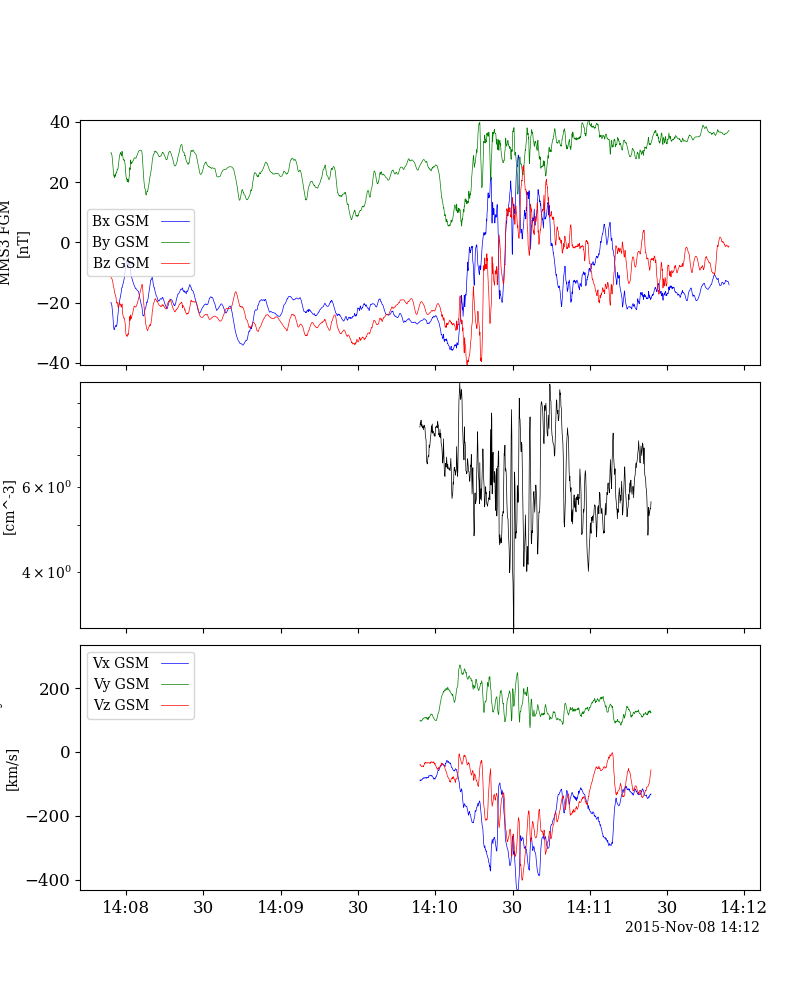 40
20
0
−20
−40
MMS3 FGM
[nT]
Bx GSM
By GSM
Bz GSM
6 × 10⁰
4 × 10⁰
[cm^-3]
200
0
−200
−400
[km/s]
Vx GSM
Vy GSM
Vz GSM
14:08 30 14:09 30 14:10 30 14:11 30 14:12
2015-Nov-08 14:12